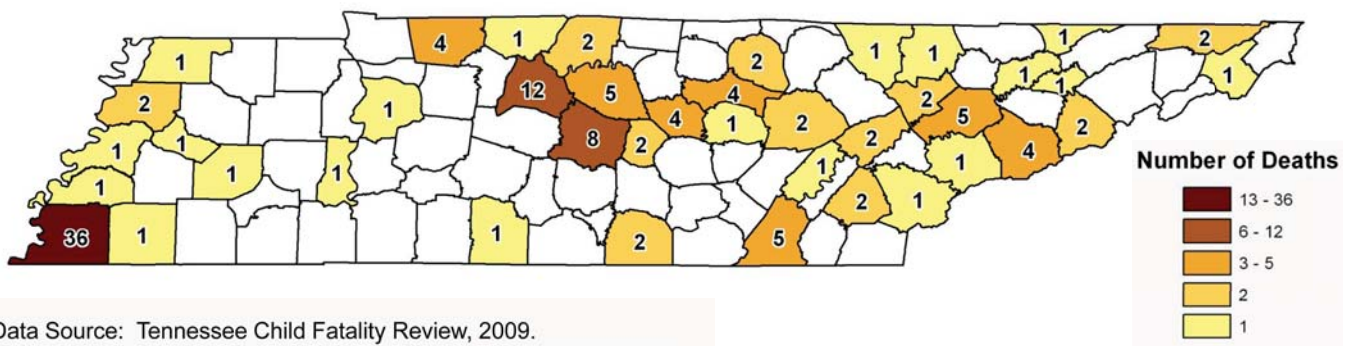 4 1 2
1 1 1 1 2
2 1 1
12 5 4 1
2 1 2 5
1 8 4 1 2 2 2
1 2 4
1 1 1 1
1 2 1
36 1 1 2 5
Number of Deaths
13 - 36
6 - 12
3 - 5
2
1
Data Source: Tennessee Child Fatality Review, 2009.